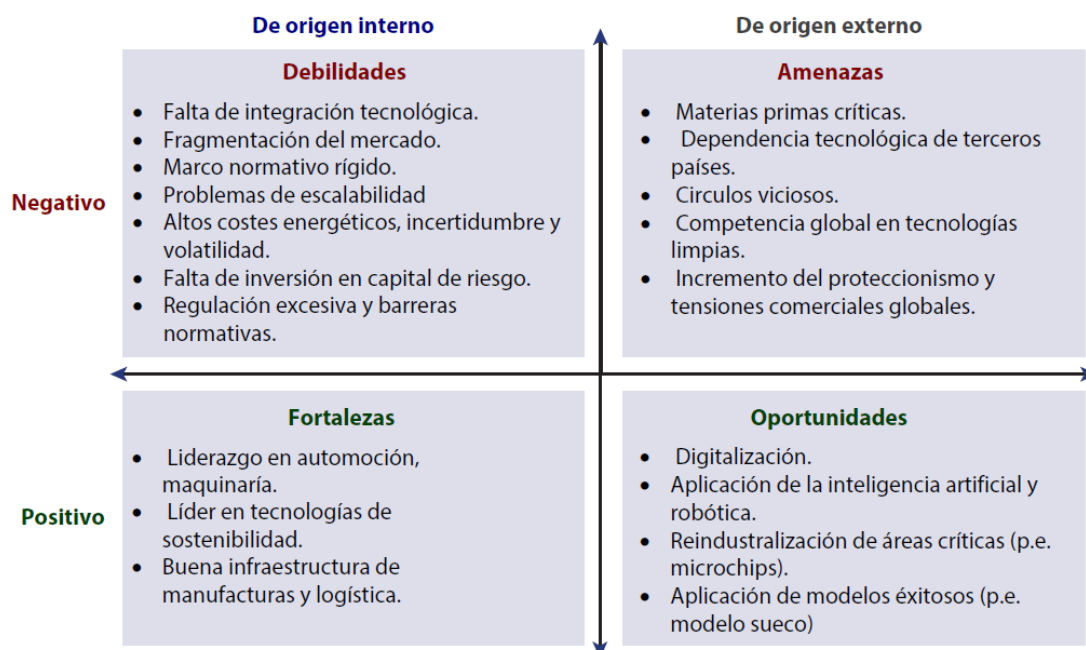 De origen interno
De origen externo
Debilidades
• Falta de integración tecnológica.
• Fragmentación del mercado.
• Marco normativo rígido.
• Problemas de escalabilidad
• Altos costes energéticos, incertidumbre y
volatilidad.
• Falta de inversión en capital de riesgo.
• Regulación excesiva y barreras
normativas.
Amenazas
• Materias primas críticas.
• Dependencia tecnológica de terceros
países.
• Circulos viciosos.
• Competencia global en tecnologías
limpias.
• Incremento del proteccionismo y
tensiones comerciales globales.
Negativo
Fortalezas
• Liderazgo en automoción,
maquinaría.
• Líder en tecnologías de
sostenibilidad.
• Buena infraestructura de
manufacturas y logística.
Oportunidades
• Digitalización.
• Aplicación de la inteligencia artificial y
robótica.
• Reindustralización de áreas críticas (p.e.
microchips).
• Aplicación de modelos éxitosos (p.e.
modelo sueco)
Positivo